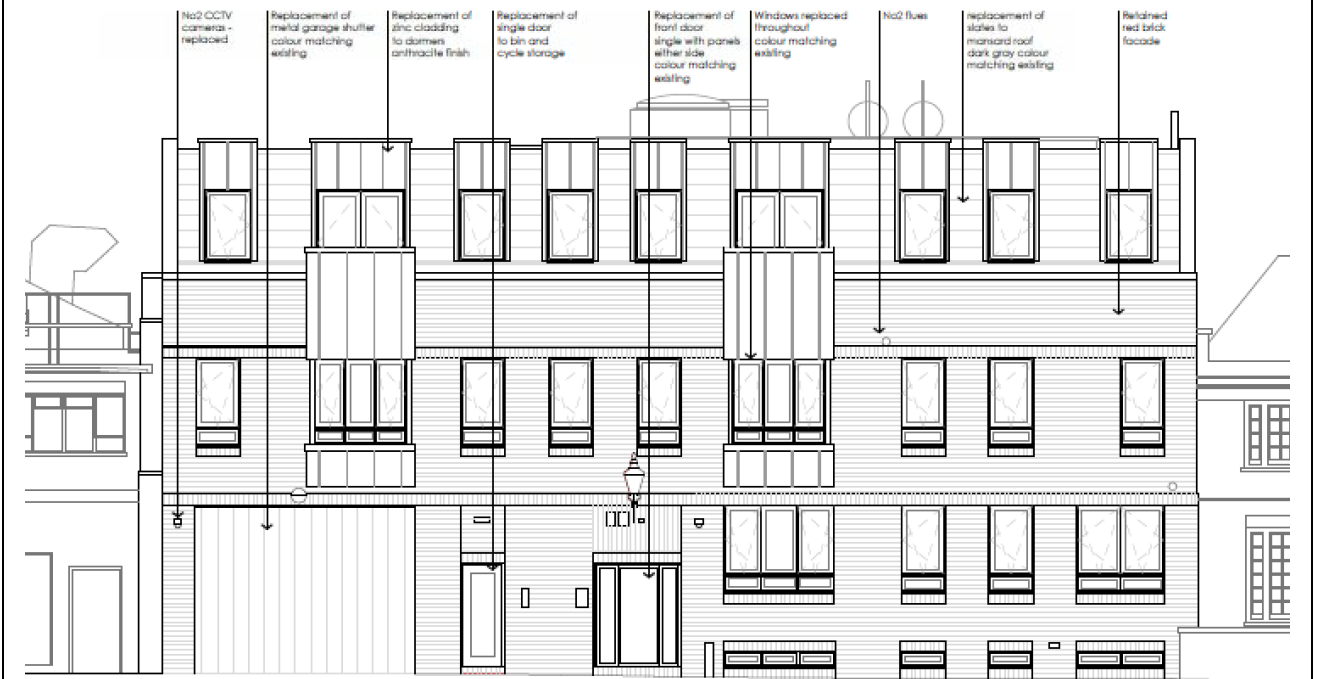 No2 CCTV
cameras -
replaced
Replacement of
metal garage shutter
colour matching
existing
Replacement of
zinc cladding
to dormers
anthracite finish
Replacement of
single door
to bin and
cycle storage
Replacement of
front door
single with panels
either side
colour matching
existing
Windows replaced
throughout
colour matching
existing
No2 flues
replacement of
slates to
mansard roof
dark gray colour
matching existing
Retained
red brick
facade